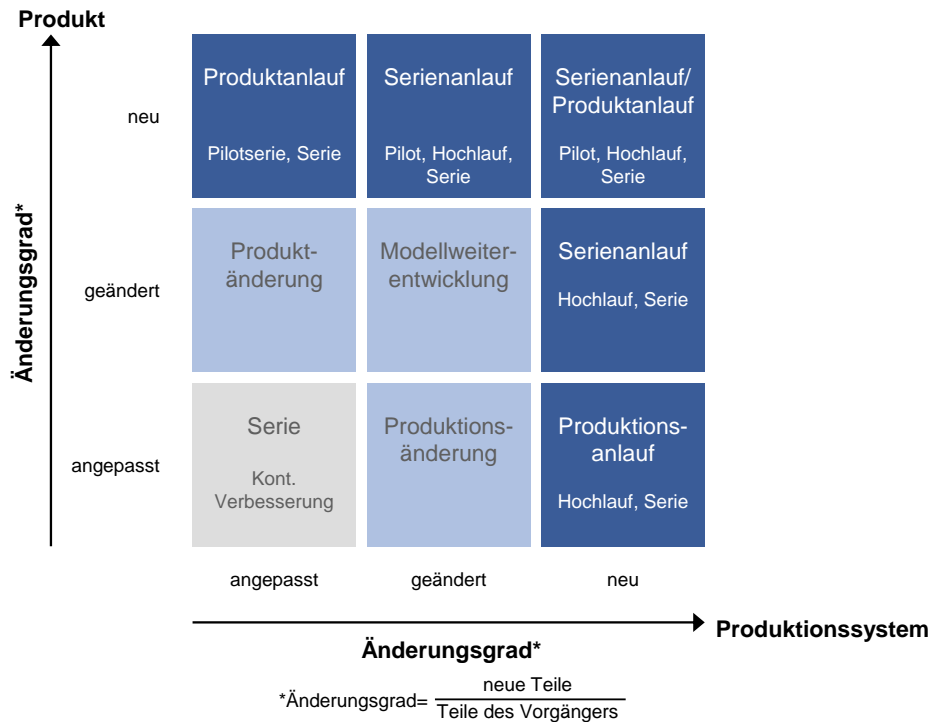 Produkt
neu
geändert
angepasst
Änderungsgrad*
Produktanlauf
Pilotserie, Serie
Serienanlauf
Pilot, Hochlauf,
Serie
Serienanlauf/
Produktanlauf
Pilot, Hochlauf,
Serie
Produkt-
änderung
Modellweiter-
entwicklung
Serienanlauf
Hochlauf, Serie
Serie
Kont.
Verbesserung
Produktions-
änderung
Produktions-
anlauf
Hochlauf, Serie
angepasst
geändert
neu
Produktionssystem
Änderungsgrad*
*Änderungsgrad=
neue Teile
Teile des Vorgängers